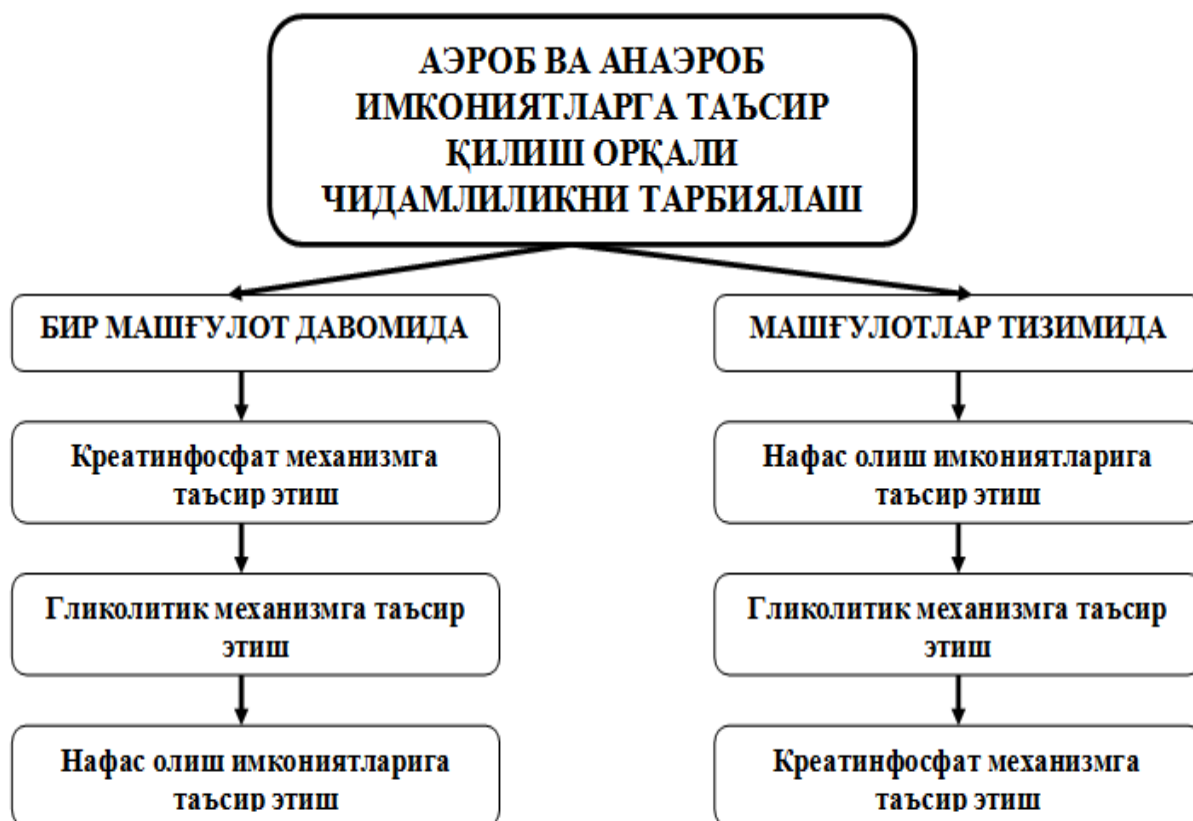 АЭРОБ ВА АНАЭРОБ
ИМКОНИЯТЛАРГА ТАЪСИР
ҚИЛИШ ОРҚАЛИ
ЧИДАМЛИЛИКНИ ТАРБИЯЛАШ
БИР МАШҒУЛОТ ДАВОМИДА
Креатинфосфат механизмга
таъсир этиш
Гликолитик механизмга таъсир
этиш
Нафас олиш имкониятларига
таъсир этиш
МАШҒУЛОТЛАР ТИЗИМИДА
Нафас олиш имкониятларига
таъсир этиш
Гликолитик механизмга таъсир
этиш
Креатинфосфат механизмга
таъсир этиш